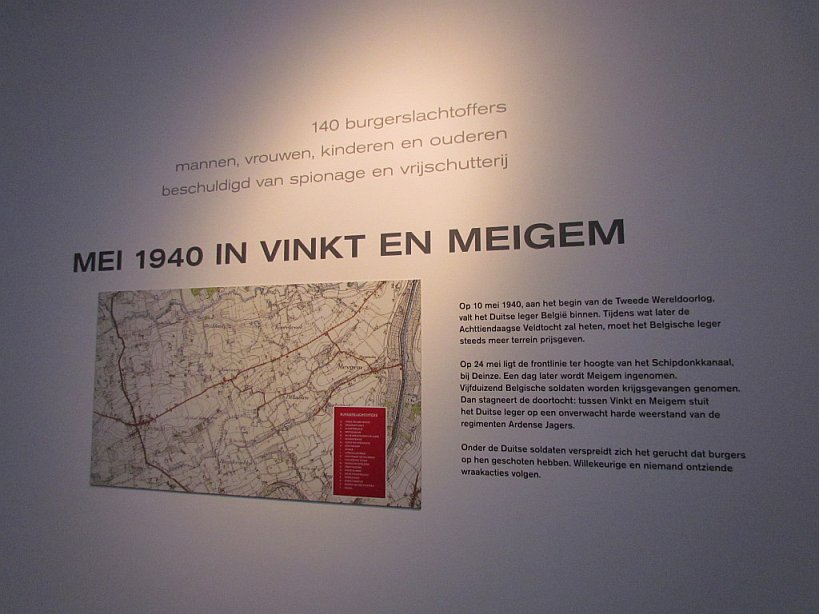 140 burgerslachtoffers
mannen, vrouwen, kinderen en ouderen
beschuldigd van spionage en vrijschutterij
MEI 1940 IN VINKT EN MEIGEM
Meygem
BURGERSLACHTOFFERS
Op 10 mei 1940, aan het begin van de Tweede Wereldoorlog,
valt het Duitse leger België binnen. Tijdens wat later de
Achttiendaagse Veldtocht zal heten, moet het Belgische leger
steeds meer terrein prijsgeven.
Op 24 mei ligt de frontlinie ter hoogte van het Schipdonkkanaal,
bij Deinze. Een dag later wordt Meigem ingenomen.
Vijfduizend Belgische soldaten worden krijgsgevangen genomen.
Dan stagneert de doortocht: tussen Vinkt en Meigem stuit
het Duitse leger op een onverwacht harde weerstand van de
regimenten Ardense Jagers.
Onder de Duitse soldaten verspreidt zich het gerucht dat burgers
op hen geschoten hebben. Willekeurige en niemand ontziende
wraakacties volgen.